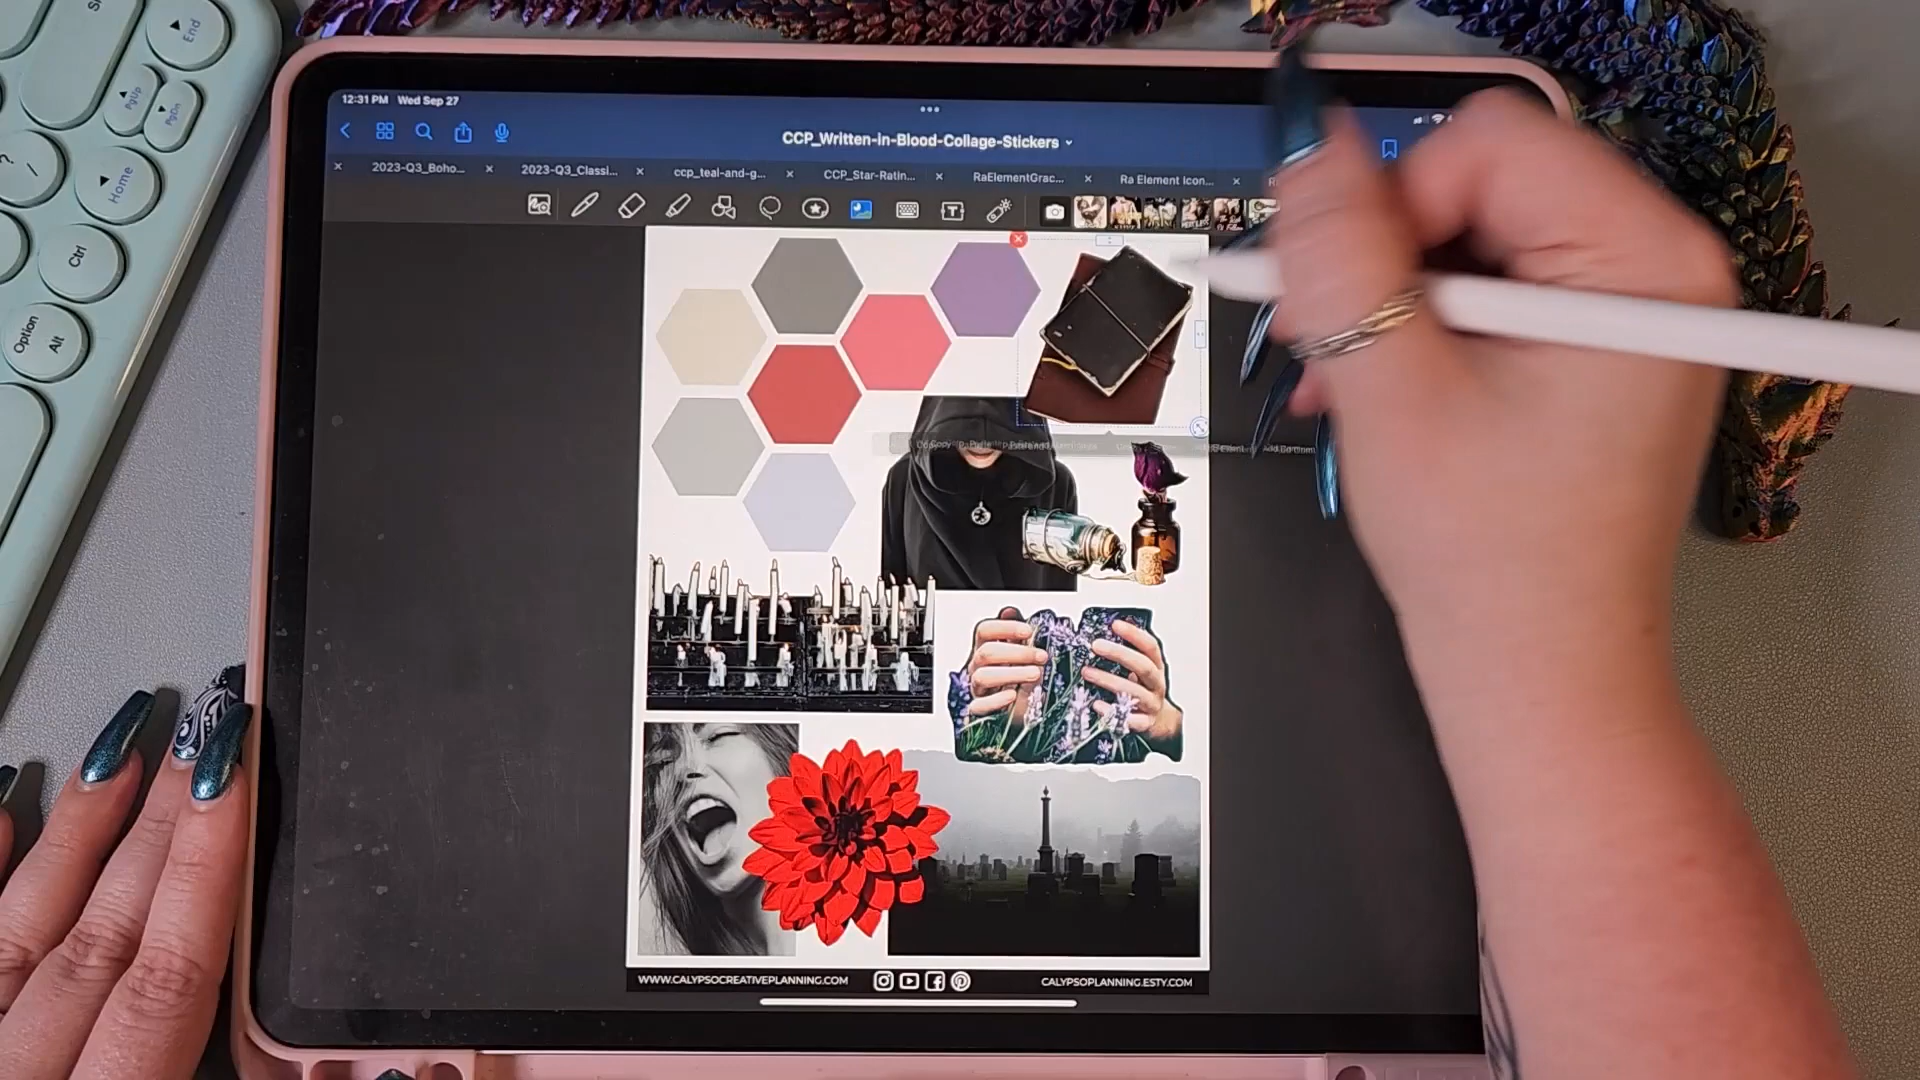 End
PgUp
PgDn
Home
?
/
Ctrl
Option
Alt
12:31 PM Wed Sep 27
CCP_Written-in-Blood-Collage-Stickers
2023-Q3_Boho...
2023-Q3_Classi...
ccp_teal-and-g...
CCP_Star-Ratin...
RaElementGrac...
Ra Element Icon...
T
WWW.CALYPSOCREATIVEPLANNING.COM
CALYPSOPLANNING.ESTY.COM